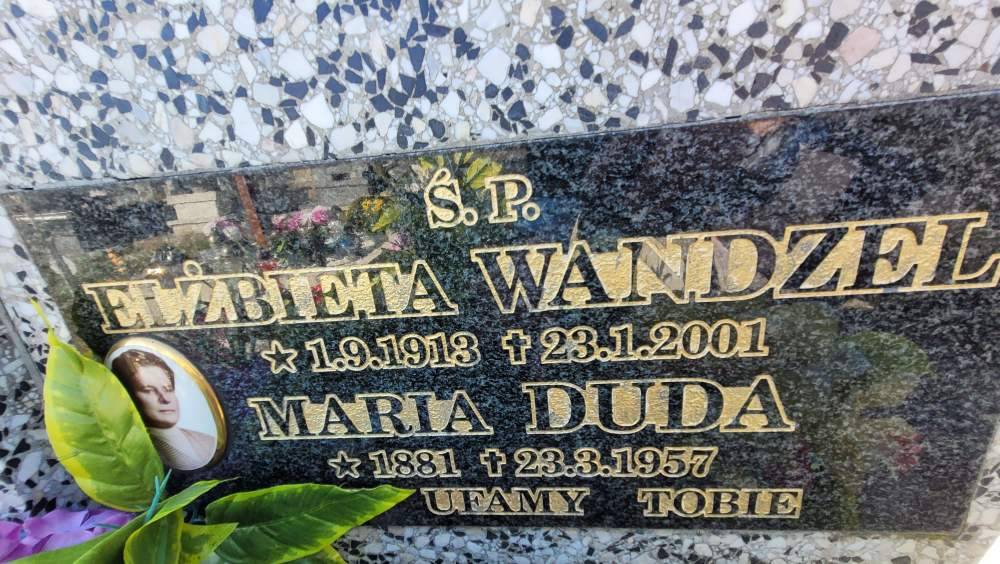 Ś. P.
ELŻBIETA WANDZEL
☆ 1.9.1913 ✝ 23.1.2001
MARIA DUDA
☆ 1881 ✝ 23.3.1957
UFAMY TOBIE